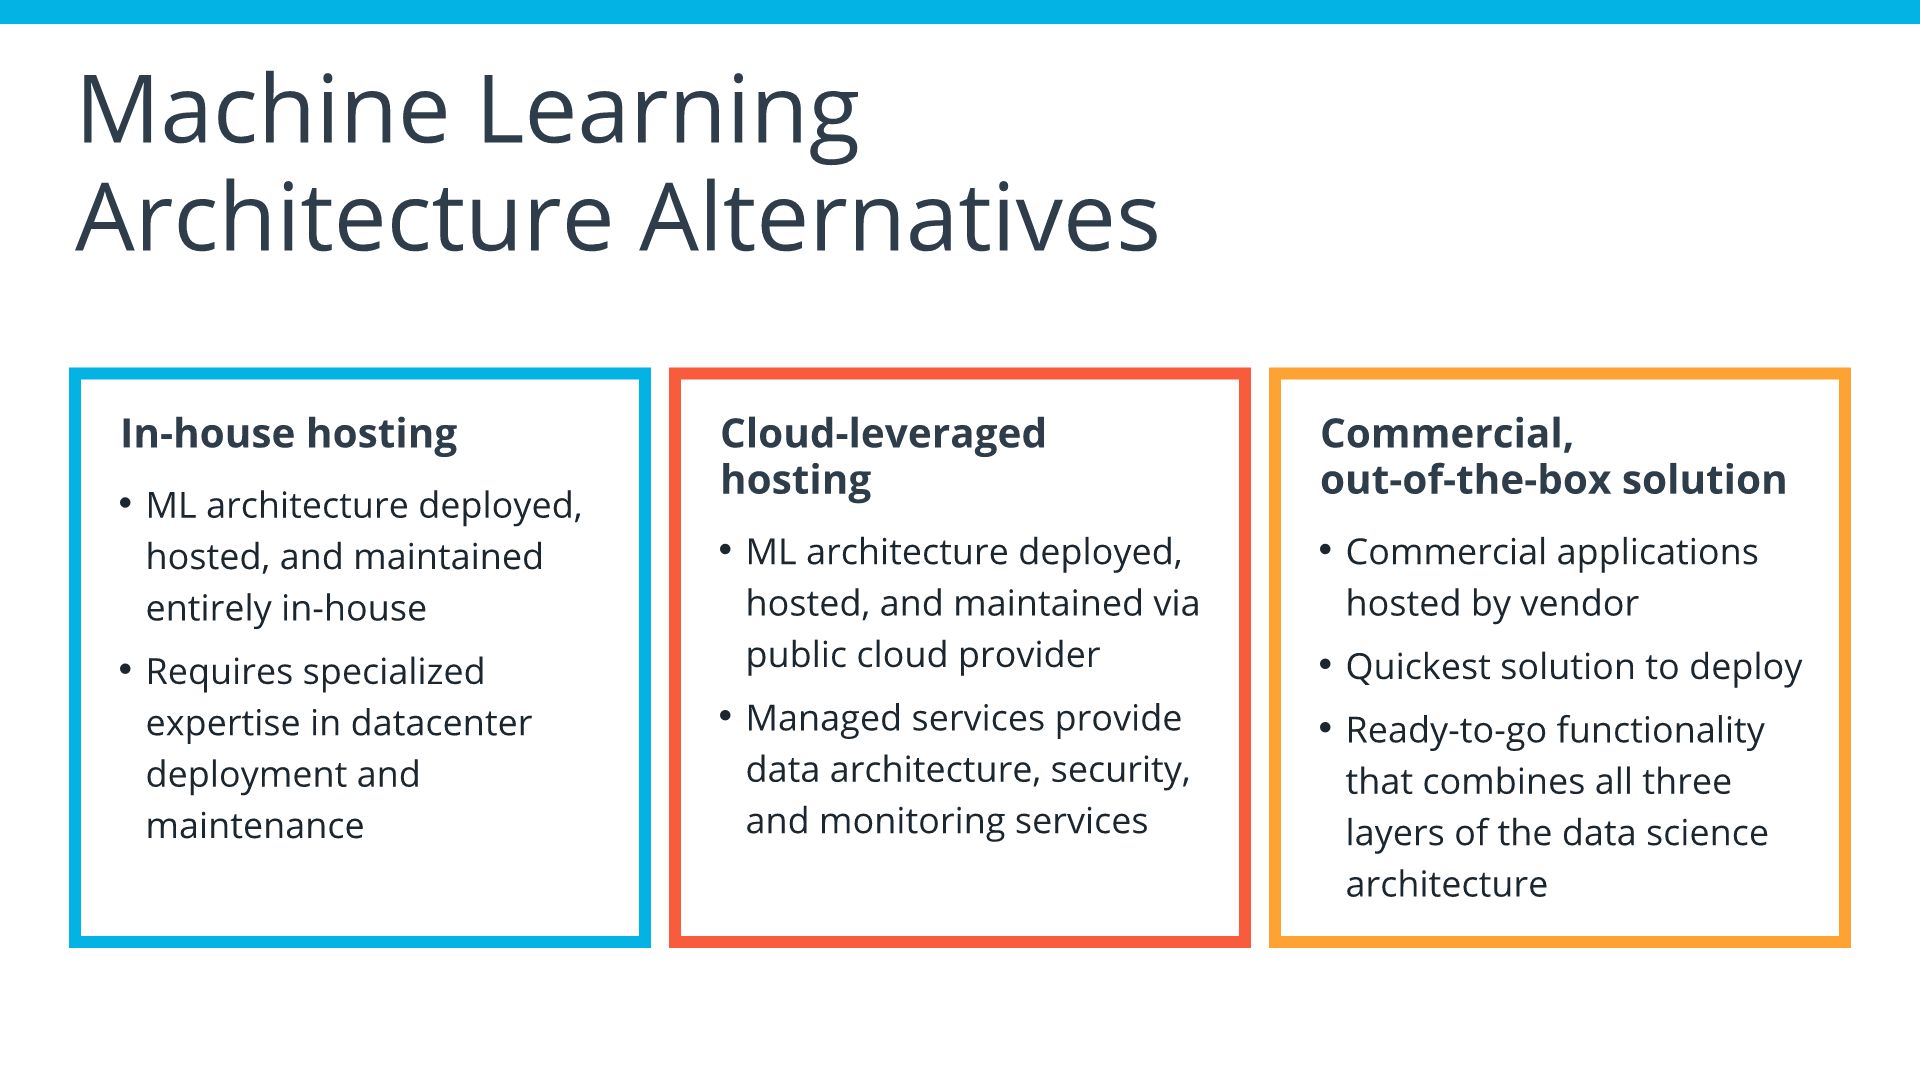 Machine Learning
Architecture Alternatives
In-house hosting
• ML architecture deployed,
hosted, and maintained
entirely in-house
• Requires specialized
expertise in datacenter
deployment and
maintenance
Cloud-leveraged
hosting
• ML architecture deployed,
hosted, and maintained via
public cloud provider
• Managed services provide
data architecture, security,
and monitoring services
Commercial,
out-of-the-box solution
• Commercial applications
hosted by vendor
• Quickest solution to deploy
• Ready-to-go functionality
that combines all three
layers of the data science
architecture